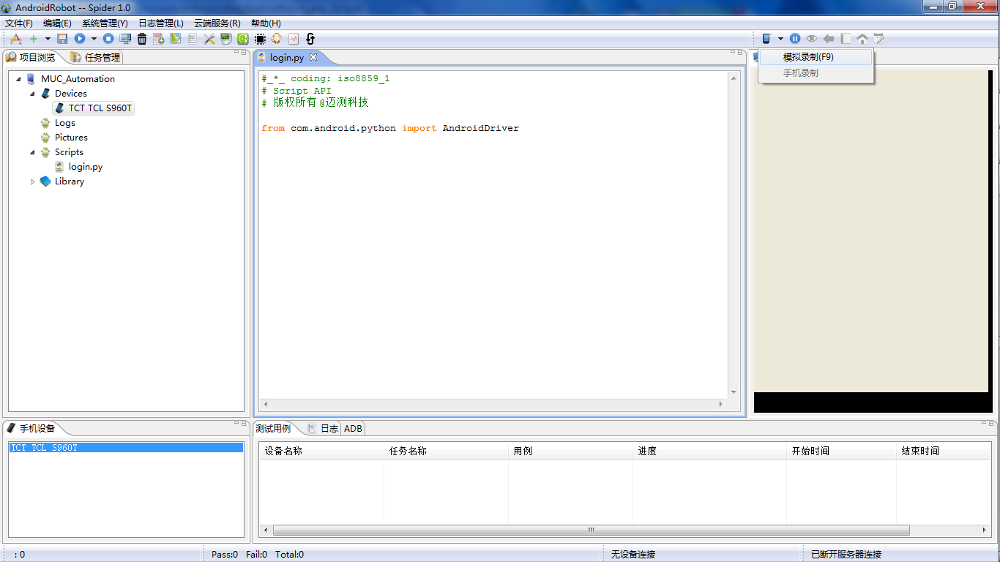 AndroidRobot -- Spider 1.0
文件(F) 编辑(E) 系统管理(Y) 日志管理(L) 云端服务(R) 帮助(H)
项目浏览 任务管理
MUC_Automation
Devices
TCT TCL S960T
Logs
Pictures
Scripts
login.py
Library
login.py
#_*_ coding: iso8859_1
# Script API
# 版权所有@迈测科技
from com.android.python import AndroidDriver
模拟录制(F9)
手机录制
手机设备
TCT TCL S960T
测试用例 日志 ADB
设备名称 任务名称 用例 进度 开始时间 结束时间
: 0 Pass:0 Fail:0 Total:0 无设备连接 已断开服务器连接